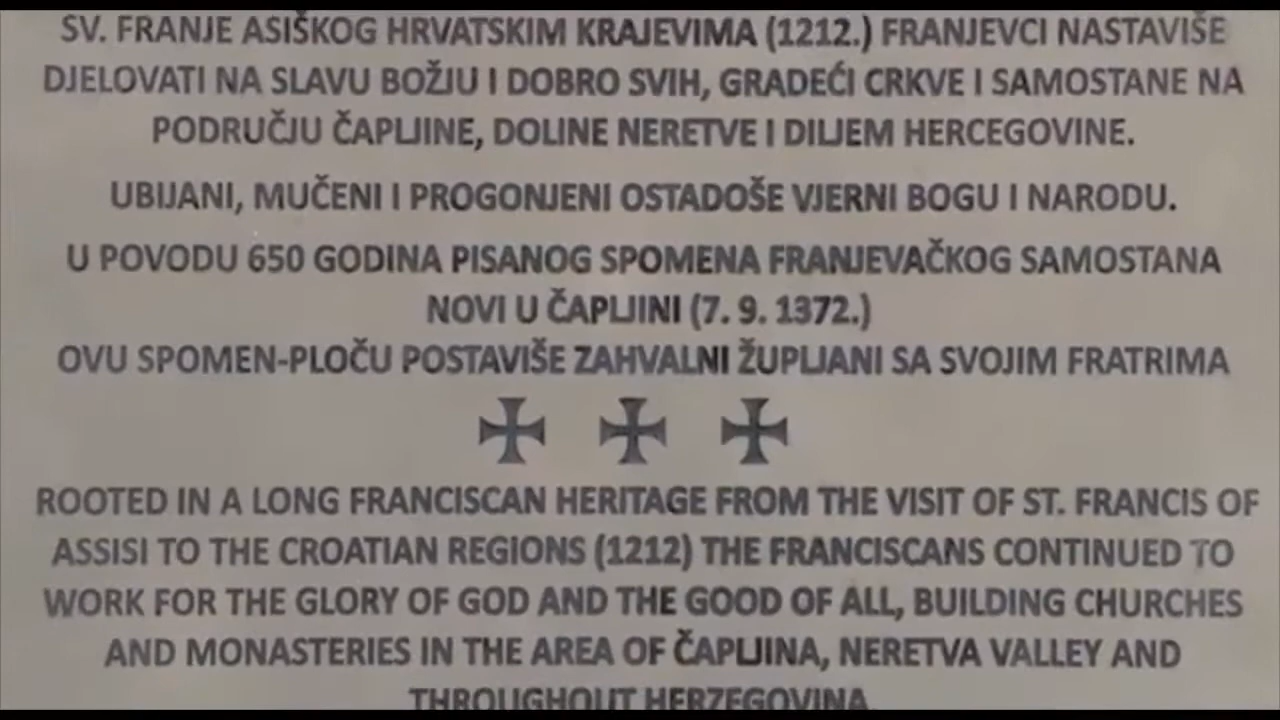 SV. FRANJE ASIŠKOG HRVATSKIM KRAJEVIMA (1212.) FRANJEVCI NASTAVIŠE
DJELOVATI NA SLAVU BOŽJU I DOBRO SVIH, GRADEĆI CRKVE I SAMOSTANE NA
PODRUČJU ČAPLJINE, DOLINE NERETVE I DILJEM HERCEGOVINE.
UBIJANI, MUČENI I PROGONJENI OSTADOŠE VJERNI BOGU I NARODU.
U POVODU 650 GODINA PISANOG SPOMENA FRANJEVAČKOG SAMOSTANA
NOVI U ČAPLJINI (7. 9. 1372.)
OVU SPOMEN-PLOČU POSTAVIŠE ZAHVALNI ŽUPLJANI SA SVOJIM FRATRIMA
ROOTED IN A LONG FRANCISCAN HERITAGE FROM THE VISIT OF ST. FRANCIS OF
ASSISI TO THE CROATIAN REGIONS (1212) THE FRANCISCANS CONTINUED TO
WORK FOR THE GLORY OF GOD AND THE GOOD OF ALL, BUILDING CHURCHES
AND MONASTERIES IN THE AREA OF ČAPLJINA, NERETVA VALLEY AND
THROUGHOUT HERZEGOVINA.